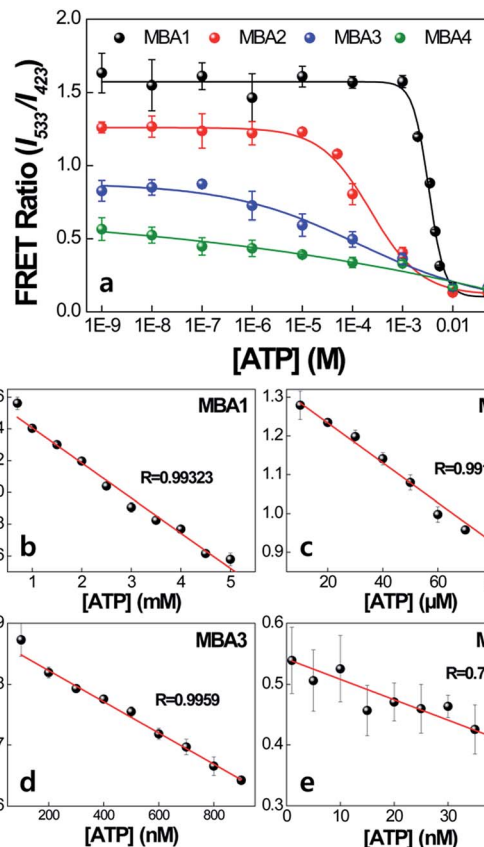 MBA1 MBA2 MBA3 MBA4
FRET Ratio (I533/I423)
2.0
1.5
1.0
0.5
0.0
a
1E-9 1E-8 1E-7 1E-6 1E-5 1E-4 1E-3 0.01
[ATP] (M)
MBA1
R=0.99323
b
1 2 3 4 5
[ATP] (mM)
1.3
1.2
1.1
1.0
0.9
c
20 40 60
[ATP] (µM)
MBA3
R=0.9959
d
200 400 600 800
[ATP] (nM)
0.6
0.5
0.4
0.3
e
0 10 20 30
[ATP] (nM)